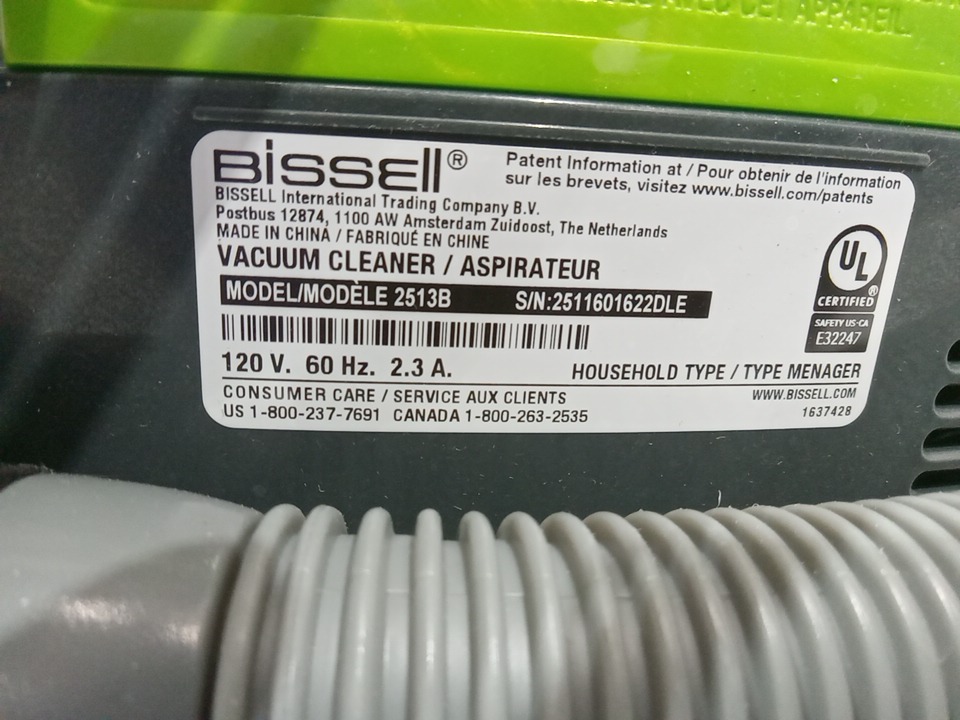 AVEC CET APPAREIL.
BISSELL®
BISSELL International Trading Company B.V.
Postbus 12874, 1100 AW Amsterdam Zuidoost, The Netherlands
MADE IN CHINA / FABRIQUÉ EN CHINE
Patent Information at / Pour obtenir de l'information
sur les brevets, visitez www.bissell.com/patents
VACUUM CLEANER / ASPIRATEUR
MODEL/MODÈLE 2513B S/N:2511601622DLE
UL
CERTIFIED
SAFETY US-CA
E32247
120 V. 60 Hz. 2.3 A.
HOUSEHOLD TYPE / TYPE MENAGER
CONSUMER CARE / SERVICE AUX CLIENTS
US 1-800-237-7691 CANADA 1-800-263-2535
WWW.BISSELL.COM
1637428